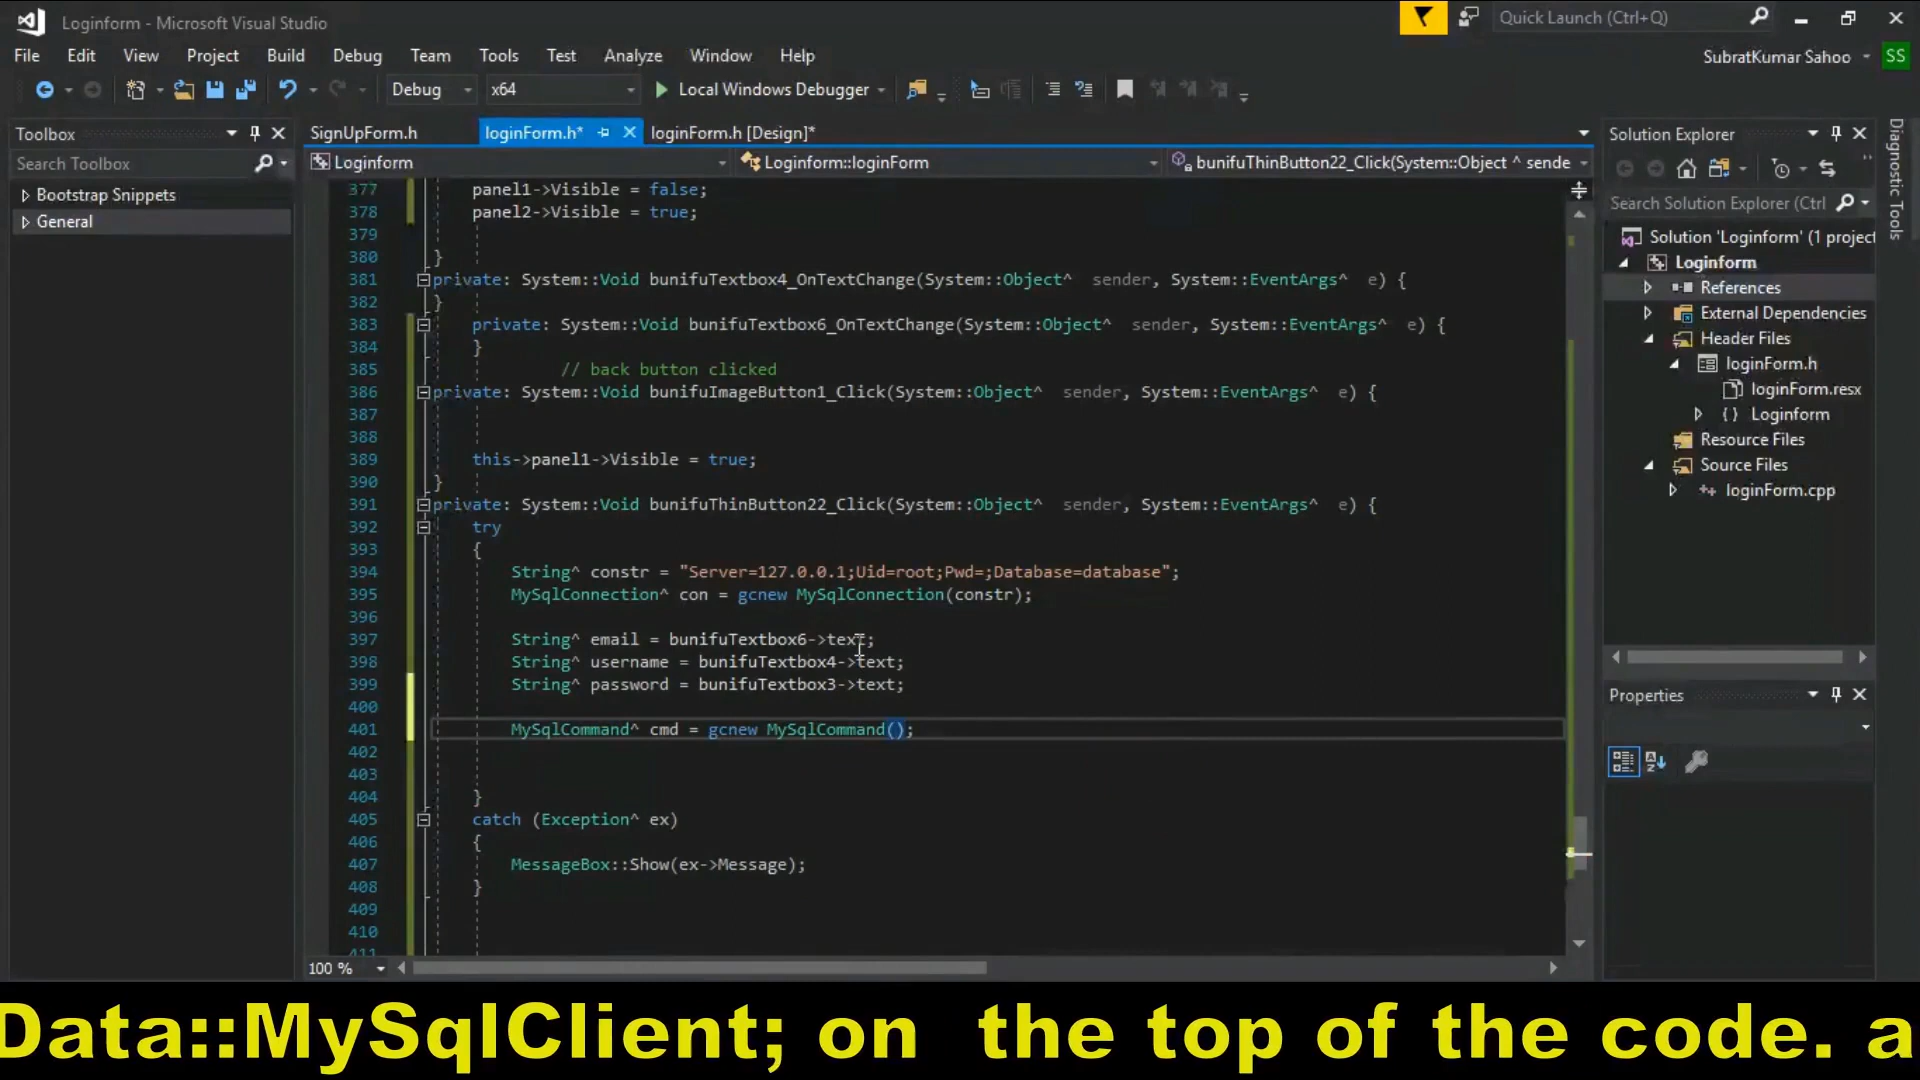 Loginform - Microsoft Visual Studio
Quick Launch (Ctrl+Q)
File Edit View Project Build Debug Team Tools Test Analyze Window Help
SubratKumar Sahoo SS
Debug x64 Local Windows Debugger
Toolbox
SignUpForm.h loginForm.h* loginForm.h [Design]*
Solution Explorer
Diagnostic Tools
Search Toolbox
Loginform Loginform::loginForm bunifuThinButton22_Click(System::Object ^ sende
Bootstrap Snippets
General
Search Solution Explorer (Ctrl
Solution 'Loginform' (1 project
Loginform
References
External Dependencies
Header Files
loginForm.h
loginForm.resx
Loginform
Resource Files
Source Files
loginForm.cpp
Properties
377 panel1->Visible = false;
378 panel2->Visible = true;
379
380 }
381 private: System::Void bunifuTextbox4_OnTextChange(System::Object^ sender, System::EventArgs^ e) {
382 }
383 private: System::Void bunifuTextbox6_OnTextChange(System::Object^ sender, System::EventArgs^ e) {
384 }
385 // back button clicked
386 private: System::Void bunifuImageButton1_Click(System::Object^ sender, System::EventArgs^ e) {
387
388
389 this->panel1->Visible = true;
390 }
391 private: System::Void bunifuThinButton22_Click(System::Object^ sender, System::EventArgs^ e) {
392 try
393 {
394 String^ constr = "Server=127.0.0.1;Uid=root;Pwd=;Database=database";
395 MySqlConnection^ con = gcnew MySqlConnection(constr);
396
397 String^ email = bunifuTextbox6->text;
398 String^ username = bunifuTextbox4->text;
399 String^ password = bunifuTextbox3->text;
400
401 MySqlCommand^ cmd = gcnew MySqlCommand();
402
403
404 }
405 catch (Exception^ ex)
406 {
407 MessageBox::Show(ex->Message);
408 }
409
410
411
100 %
Data::MySqlClient; on the top of the code. a